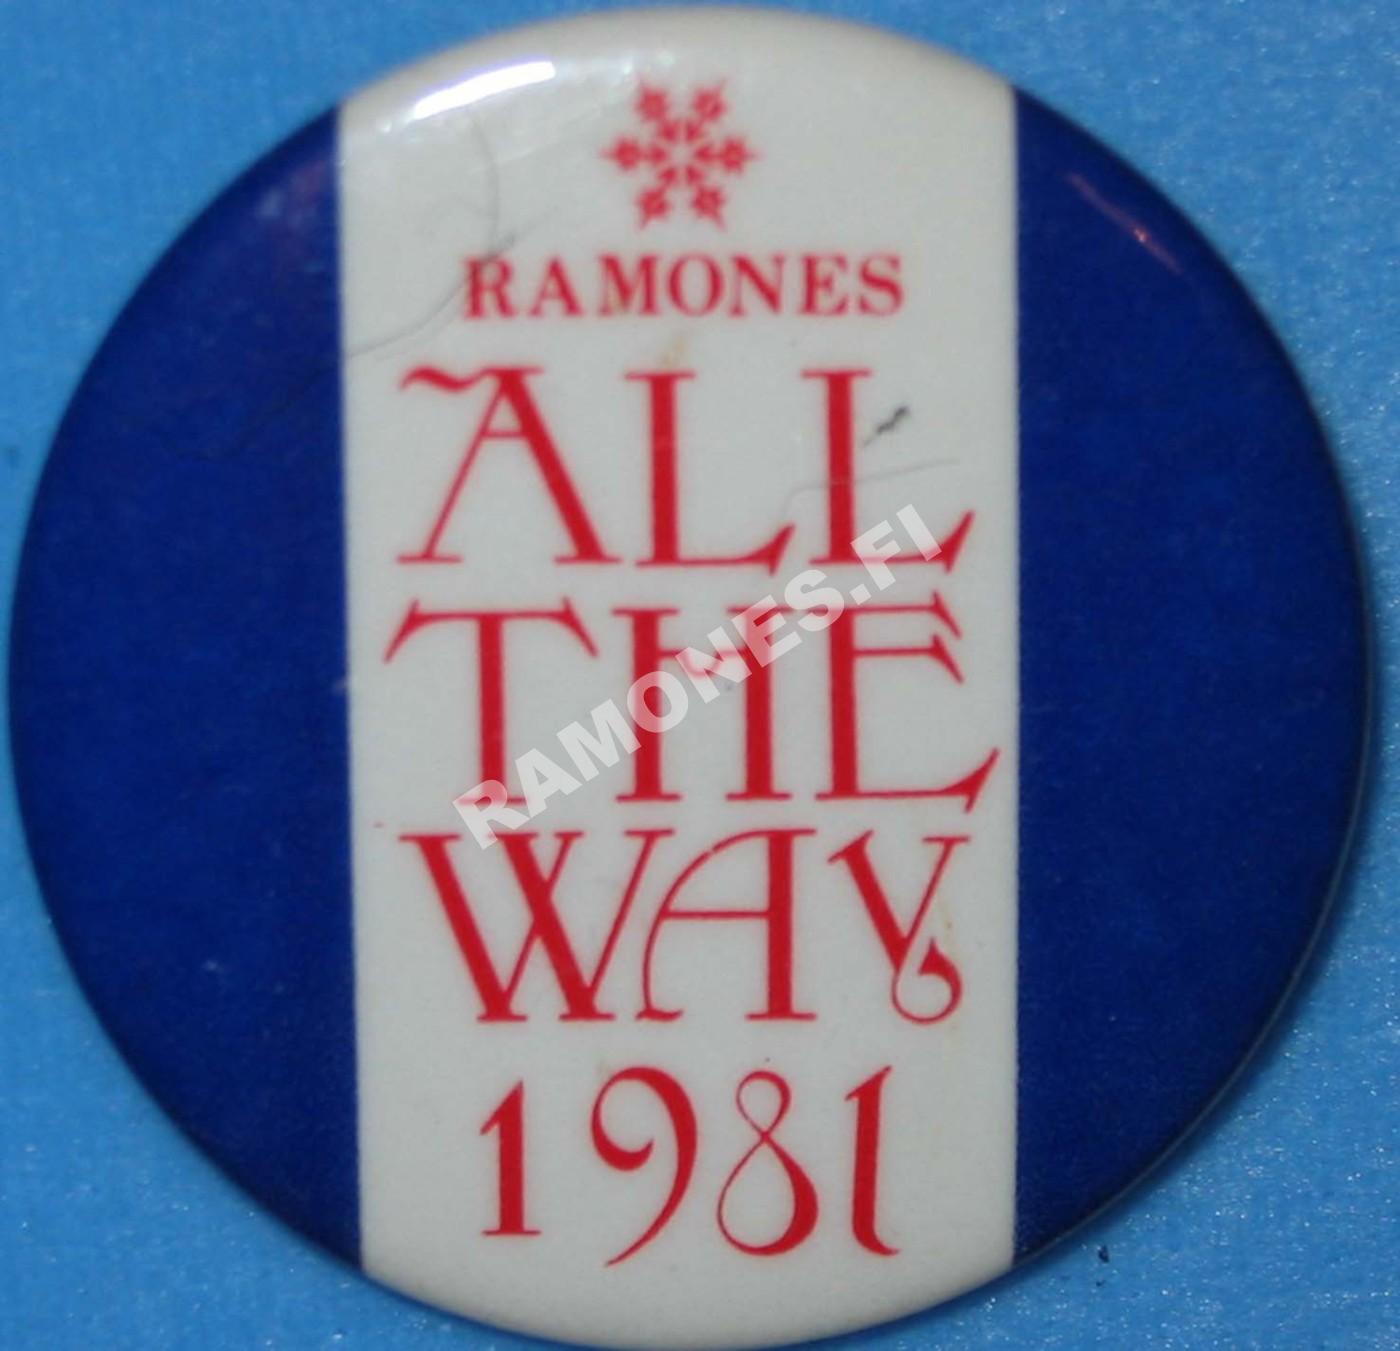 RAMONES
ALL
THE
WAY
1981
RAMONES.FI